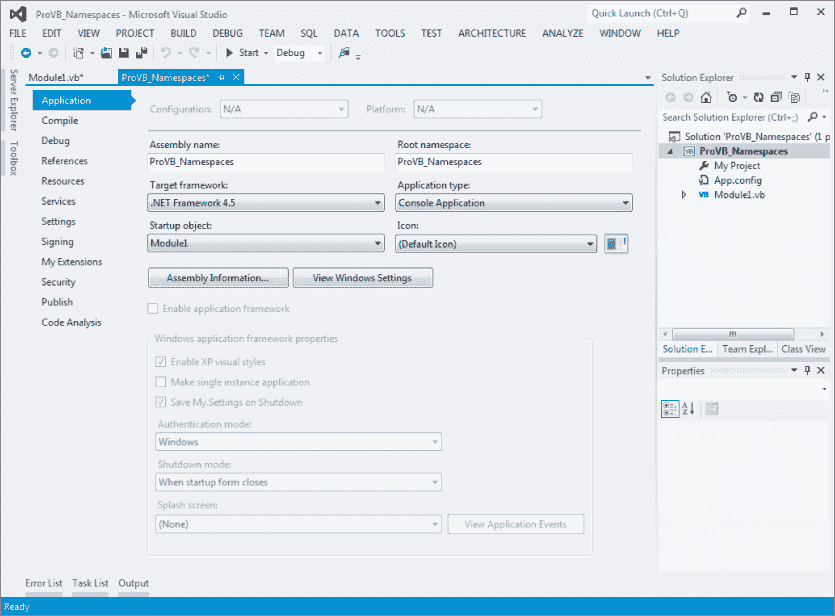 ProVB_Namespaces - Microsoft Visual Studio
Quick Launch (Ctrl+Q)
FILE EDIT VIEW PROJECT BUILD DEBUG TEAM SQL DATA TOOLS TEST ARCHITECTURE ANALYZE WINDOW HELP
Start Debug
Server Explorer
Toolbox
Module1.vb*
ProVB_Namespaces*
Application
Compile
Debug
References
Resources
Services
Settings
Signing
My Extensions
Security
Publish
Code Analysis
Configuration: N/A
Platform: N/A
Assembly name:
ProVB_Namespaces
Root namespace:
ProVB_Namespaces
Target framework:
.NET Framework 4.5
Application type:
Console Application
Startup object:
Module1
Icon:
(Default Icon)
Assembly Information...
View Windows Settings
Enable application framework
Windows application framework properties
Enable XP visual styles
Make single instance application
Save My.Settings on Shutdown
Authentication mode:
Windows
Shutdown mode:
When startup form closes
Splash screen:
(None)
View Application Events
Solution Explorer
Search Solution Explorer (Ctrl+;)
Solution 'ProVB_Namespaces' (1 p
VB ProVB_Namespaces
My Project
App.config
VB Module1.vb
Solution E... Team Expl... Class View
Properties
Error List Task List Output
Ready